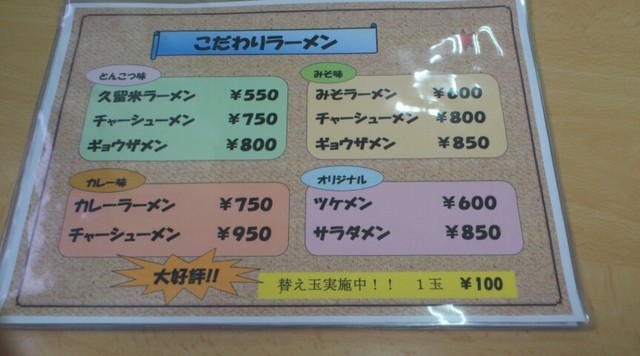 こだわりラーメン
とんこつ味
久留米ラーメン ¥550
チャーシューメン ¥750
ギョウザメン ¥800
みそ味
みそラーメン ¥600
チャーシューメン ¥800
ギョウザメン ¥850
カレー味
カレーラーメン ¥750
チャーシューメン ¥950
オリジナル
ツケメン ¥600
サラダメン ¥850
大好評!!
替え玉実施中!! 1玉 ¥100